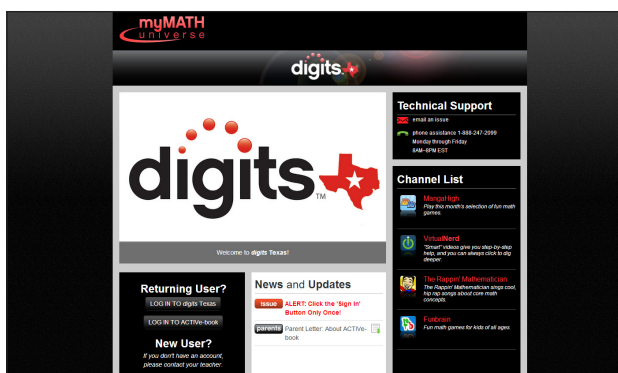 myMATH
universe
digits
digits™
Welcome to digits Texas!
Technical Support
email an issue
phone assistance 1-888-247-2099
Monday through Friday
8AM–8PM EST
Channel List
MangaHigh
Play this month's selection of fun math
games.
VirtualNerd
"Smart" videos give you step-by-step
help, and you can always click to dig
deeper.
The Rappin' Mathematician
The Rappin' Mathematician sings cool,
hip rap songs about core math
concepts.
Funbrain
Fun math games for kids of all ages
Returning User?
LOG IN TO digits Texas
LOG IN TO ACTIVe-book
New User?
If you don't have an account,
please contact your teacher.
News and Updates
issue
ALERT: Click the 'Sign In'
Button Only Once!
parents
Parent Letter: About ACTIVe-
book